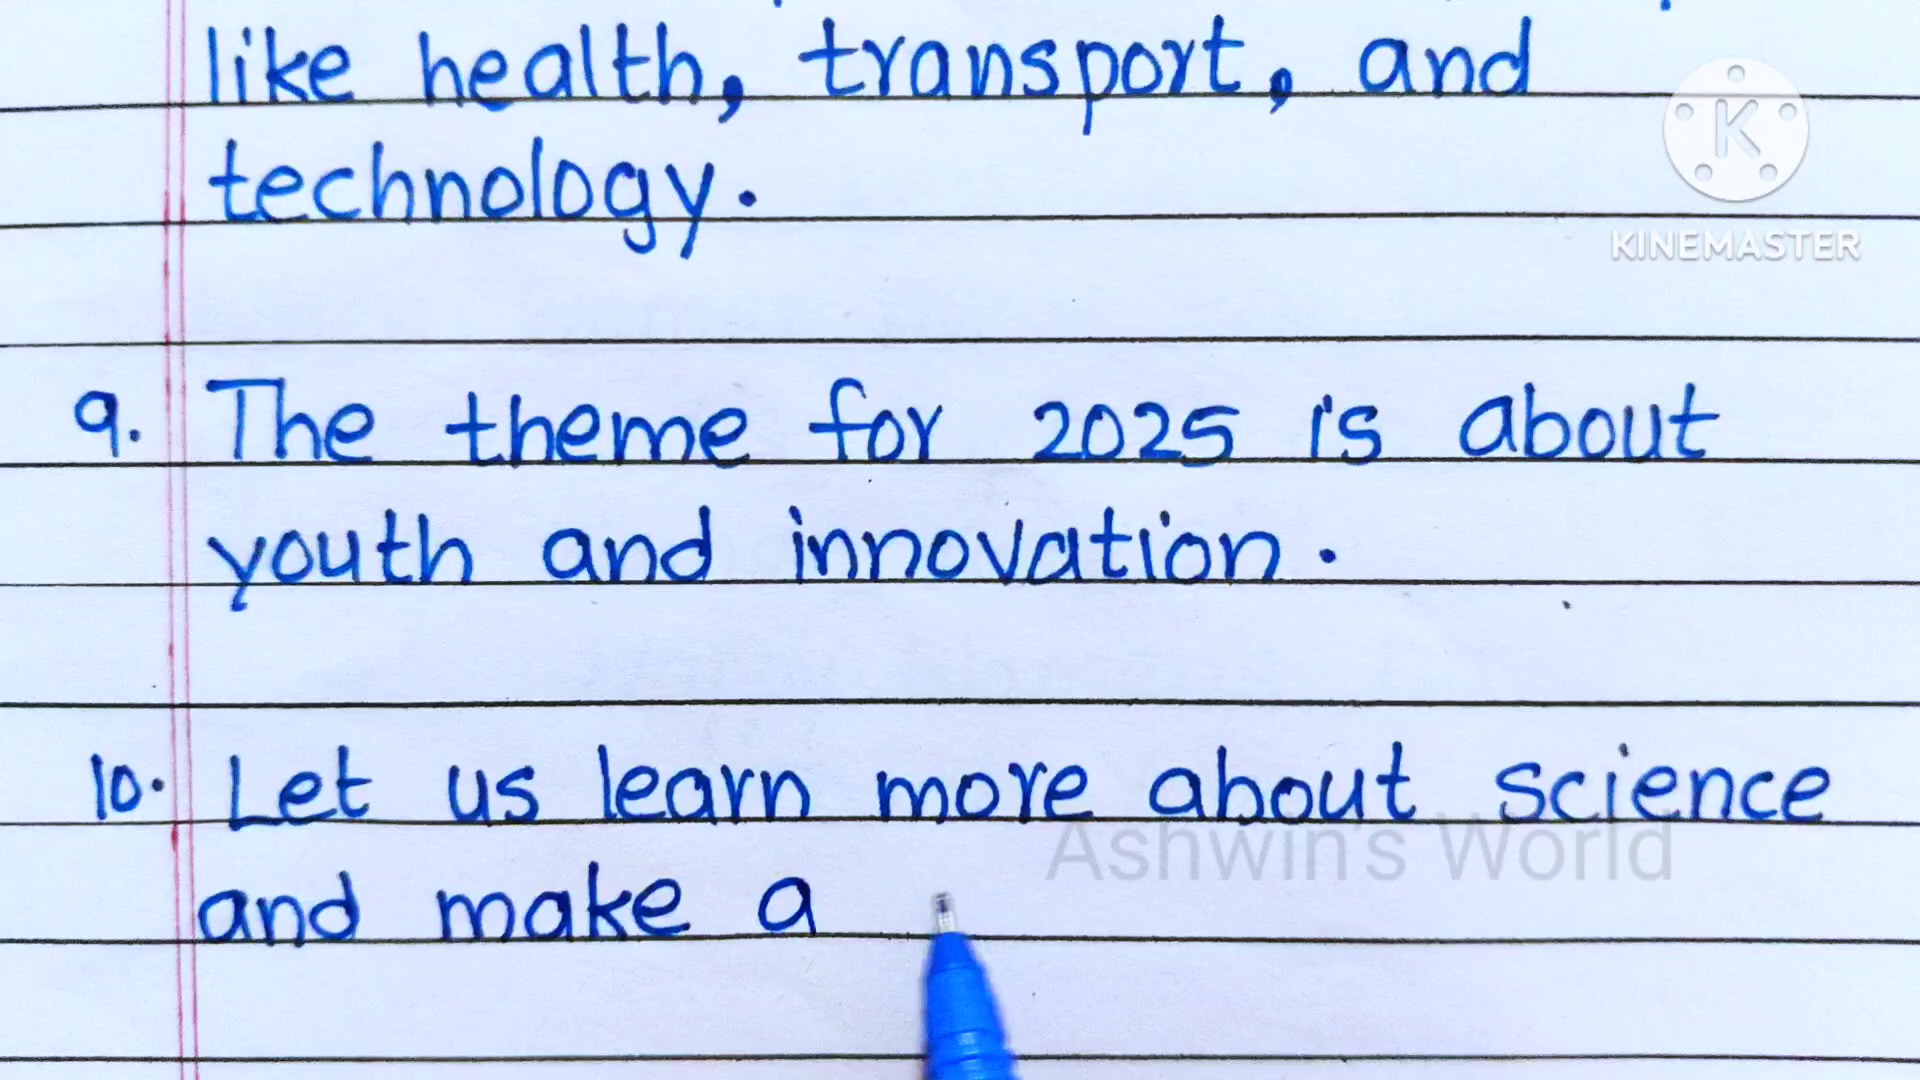 like health, transport, and
technology.
K
KINEMASTER
9. The theme for 2025 is about
youth and innovation.
10. Let us learn more about science
Ashwin's World
and make a